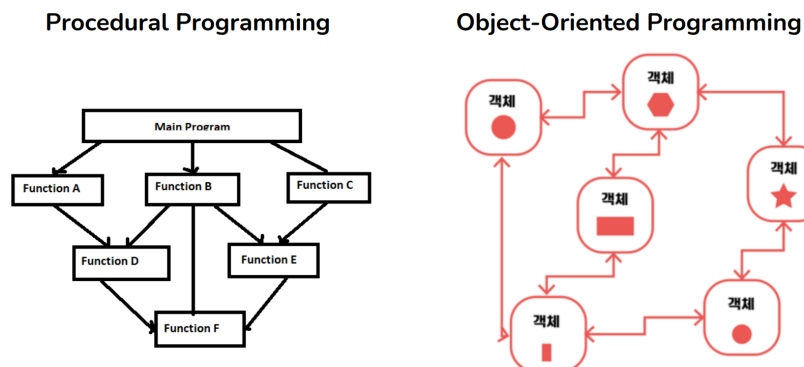 Procedural Programming
Object-Oriented Programming
Main Program
Function A
Function B
Function C
Function D
Function E
Function F
객체
객체
객체
객체
객체
객체